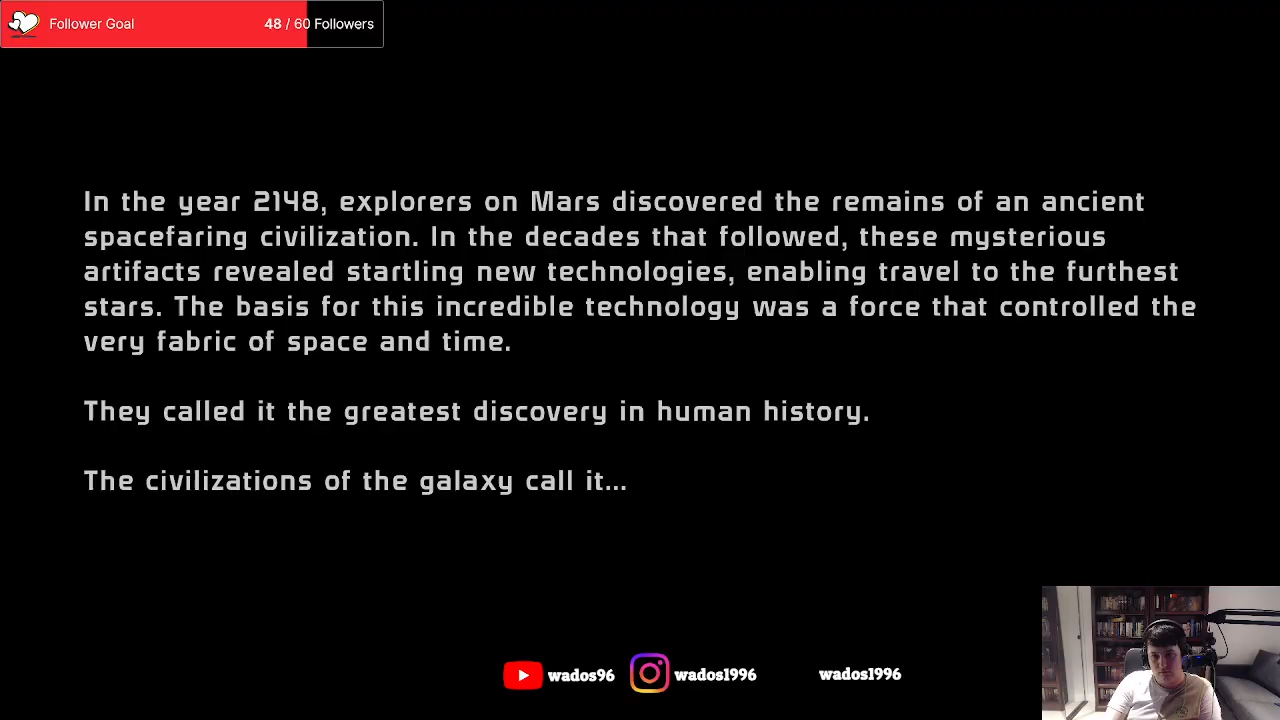 Follower Goal 48 / 60 Followers
In the year 2148, explorers on Mars discovered the remains of an ancient
spacefaring civilization. In the decades that followed, these mysterious
artifacts revealed startling new technologies, enabling travel to the furthest
stars. The basis for this incredible technology was a force that controlled the
very fabric of space and time.
They called it the greatest discovery in human history.
The civilizations of the galaxy call it...
wados96 wados1996 wados1996